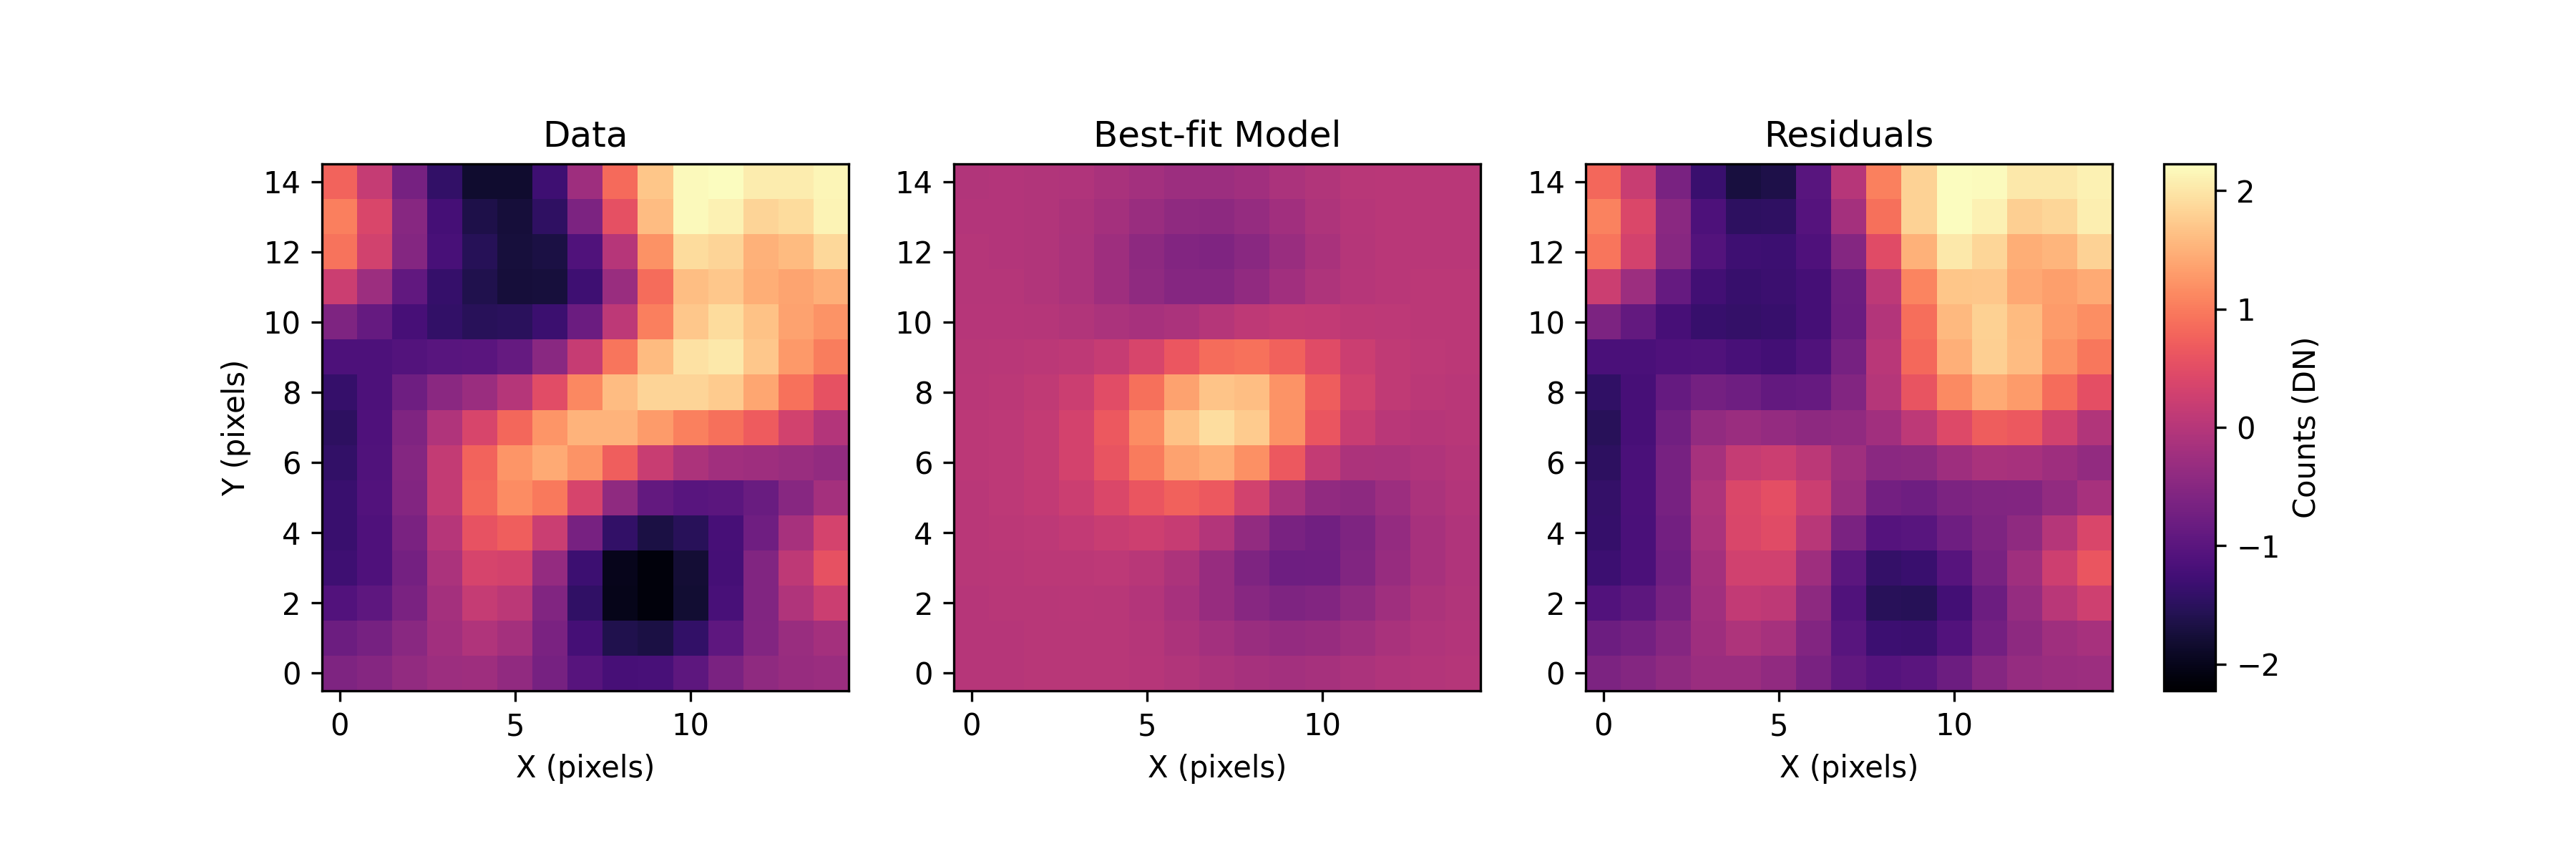 Data Best-fit Model Residuals
14 14 14 2
12 12 12
10 10 10 1
8 8 8
6 6 6 0
4 4 4 −1
2 2 2
0 0 0 −2
0 5 10 0 5 10 0 5 10
X (pixels) X (pixels) X (pixels)
Y (pixels)
Counts (DN)